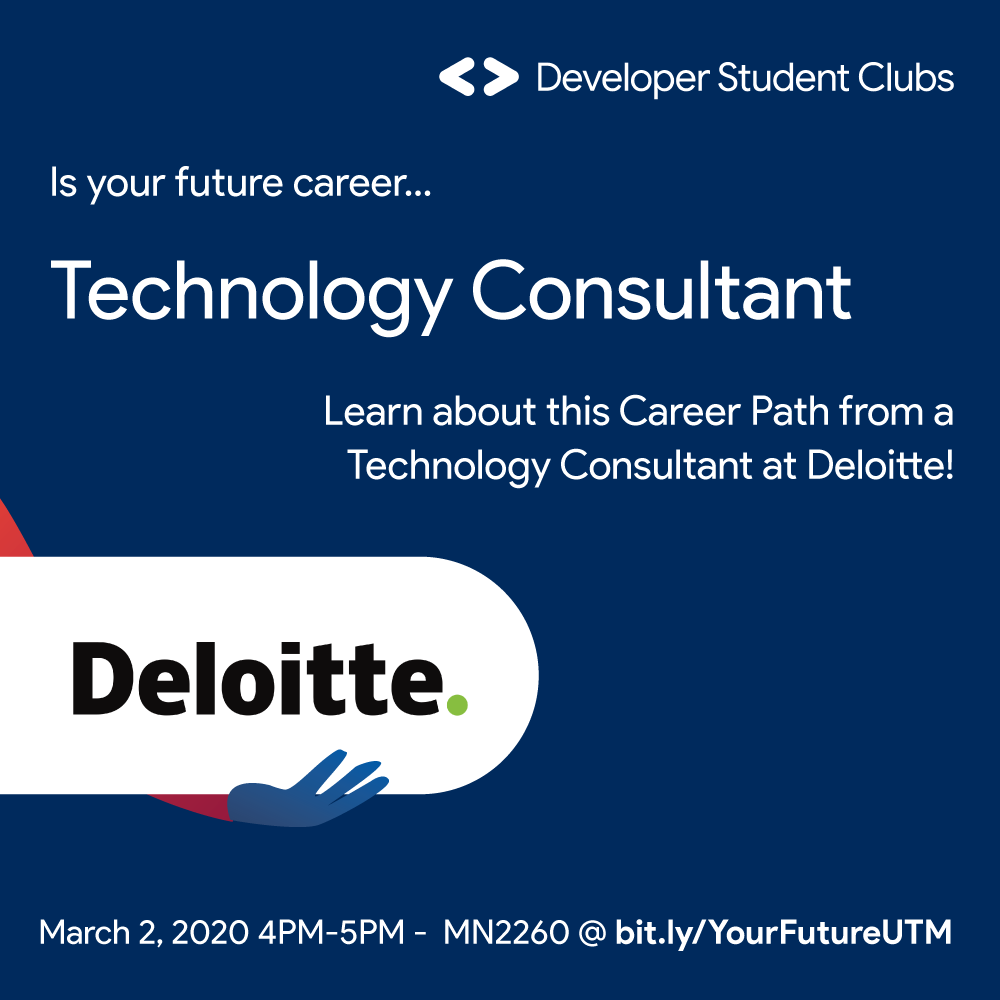 <> Developer Student Clubs
Is your future career...
Technology Consultant
Learn about this Career Path from a
Technology Consultant at Deloitte!
Deloitte.
March 2, 2020 4PM-5PM - MN2260 @ bit.ly/YourFutureUTM